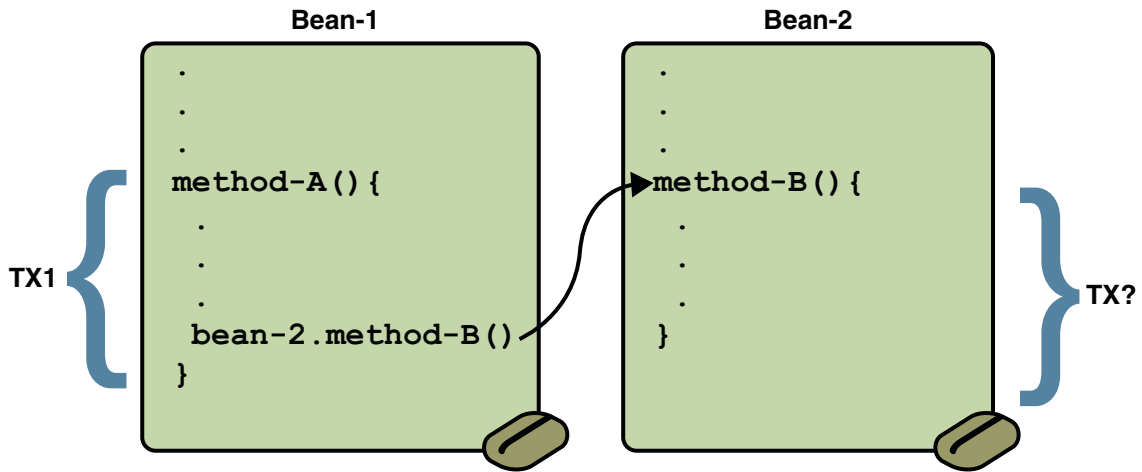 Bean-1
.
.
.
method-A(){
.
.
.
bean-2.method-B()
}
TX1
Bean-2
.
.
.
method-B(){
.
.
.
}
TX?